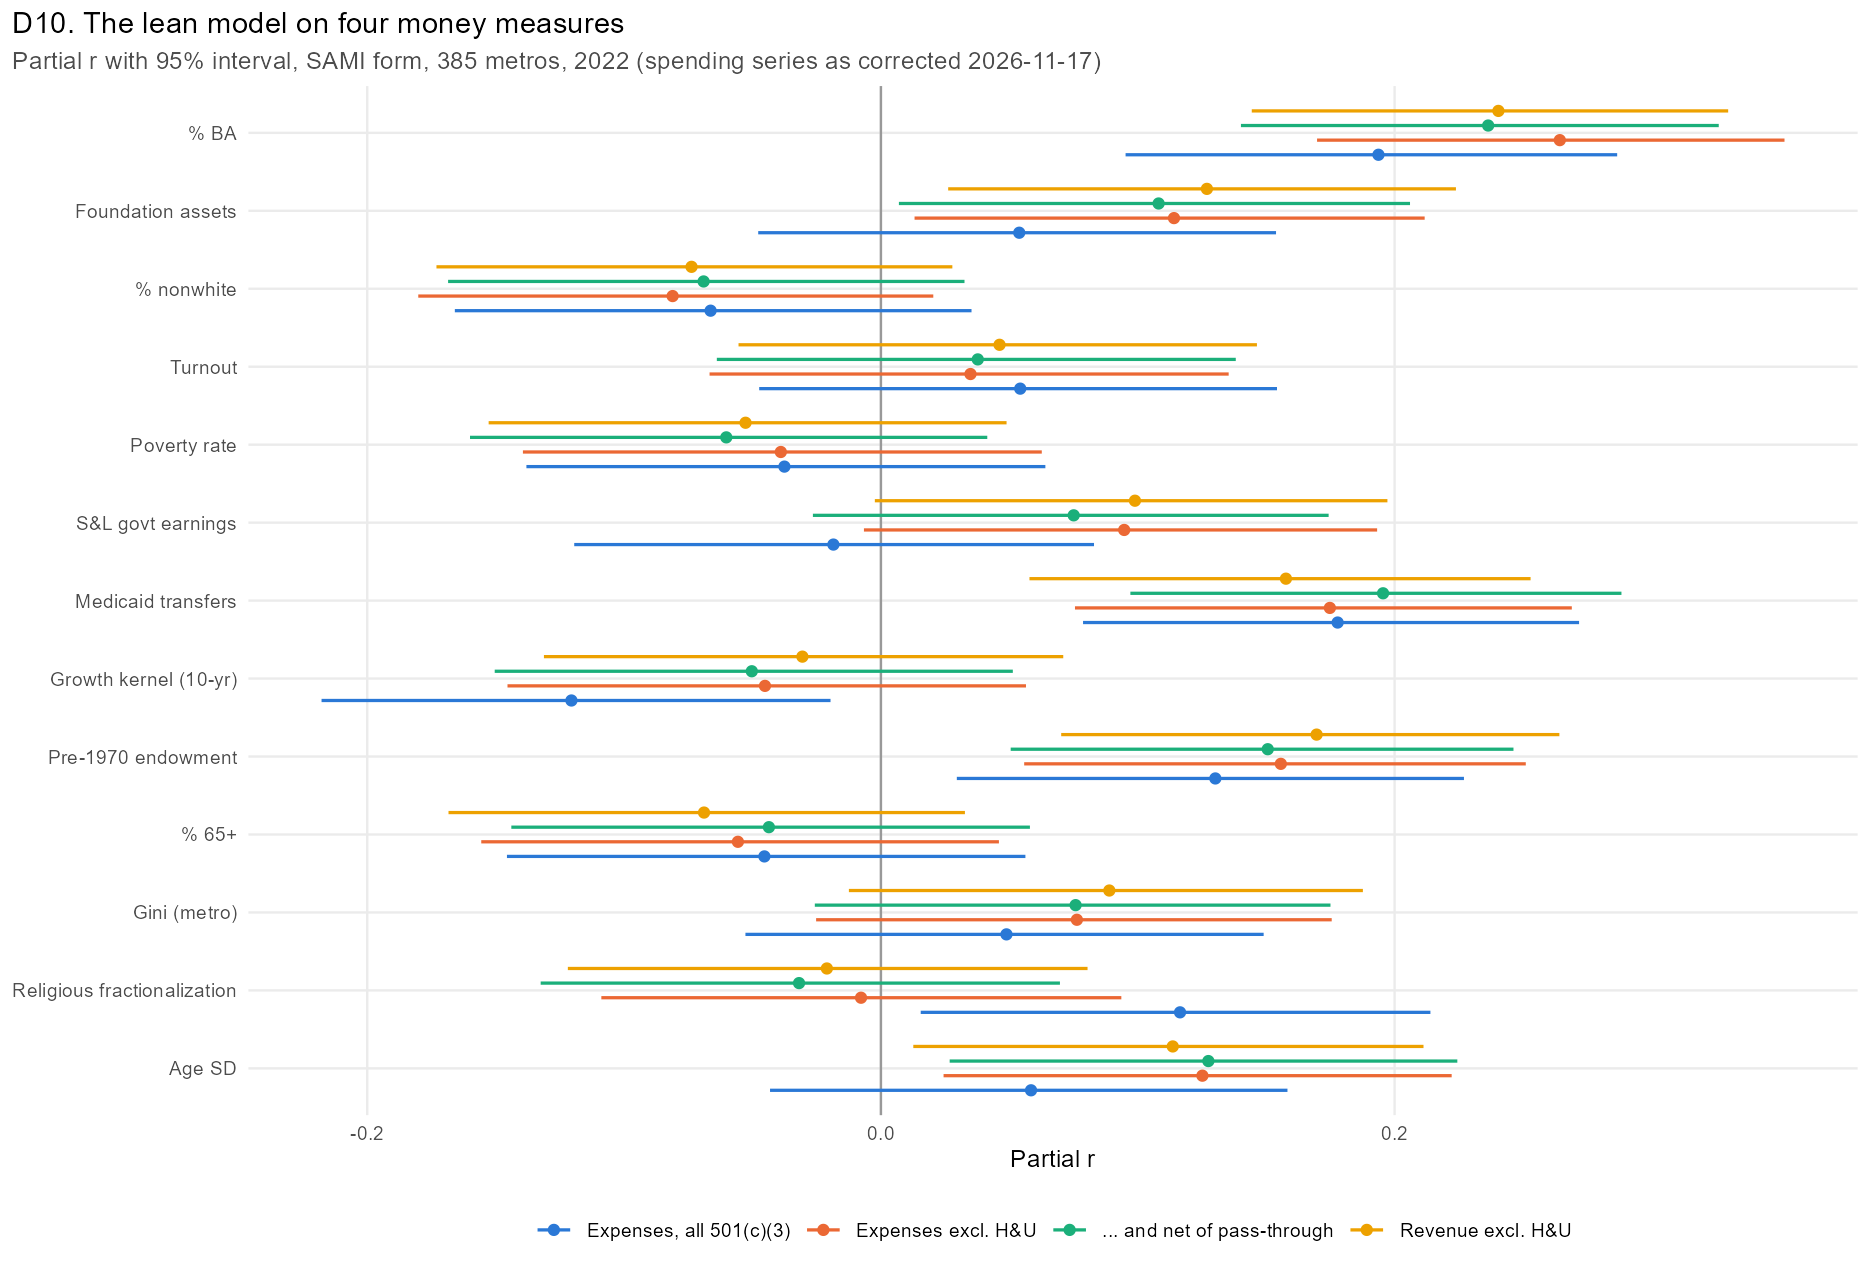 D10. The lean model on four money measures
Partial r with 95% interval, SAMI form, 385 metros, 2022 (spending series as corrected 2026-11-17)
% BA
Foundation assets
% nonwhite
Turnout
Poverty rate
S&L govt earnings
Medicaid transfers
Growth kernel (10-yr)
Pre-1970 endowment
% 65+
Gini (metro)
Religious fractionalization
Age SD
-0.2 0.0 0.2
Partial r
Expenses, all 501(c)(3) Expenses excl. H&U ... and net of pass-through Revenue excl. H&U